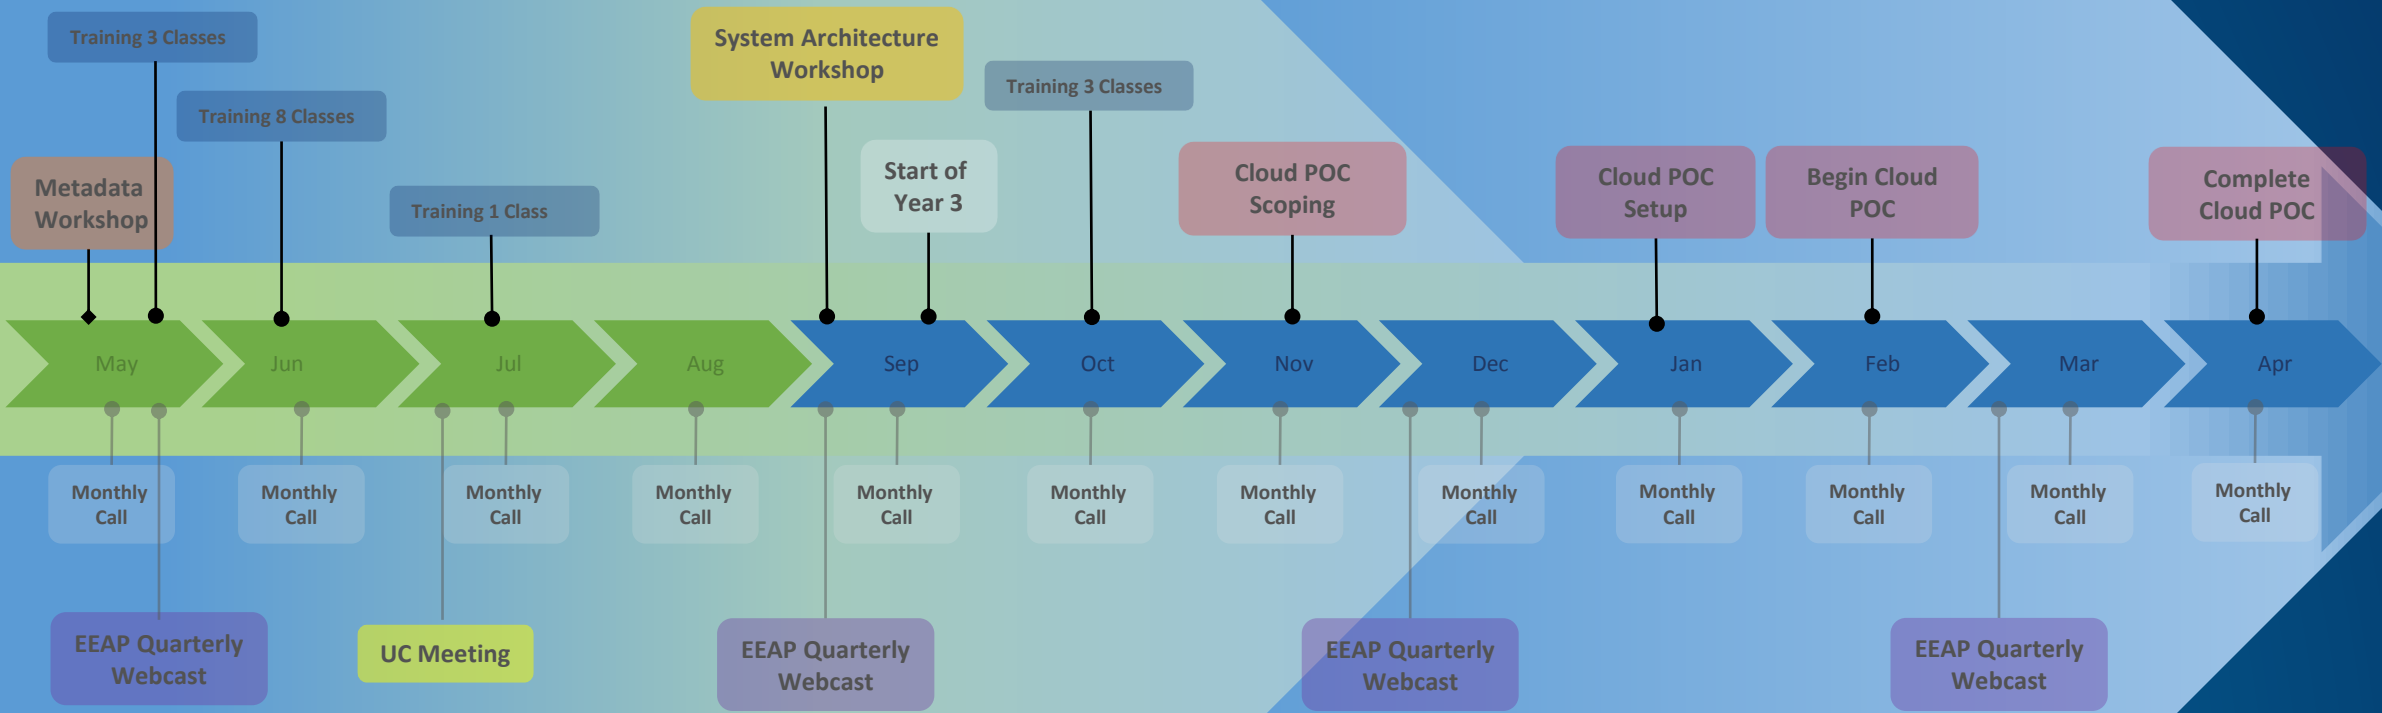 Training 3 Classes
Training 8 Classes
Metadata
Workshop
Training 1 Class
System Architecture
Workshop
Start of
Year 3
Training 3 Classes
Cloud POC
Scoping
Cloud POC
Setup
Begin Cloud
POC
Complete
Cloud POC
May
Jun
Jul
Aug
Sep
Oct
Nov
Dec
Jan
Feb
Mar
Apr
Monthly
Call
Monthly
Call
Monthly
Call
Monthly
Call
Monthly
Call
Monthly
Call
Monthly
Call
Monthly
Call
Monthly
Call
Monthly
Call
Monthly
Call
Monthly
Call
EEAP Quarterly
Webcast
UC Meeting
EEAP Quarterly
Webcast
EEAP Quarterly
Webcast
EEAP Quarterly
Webcast